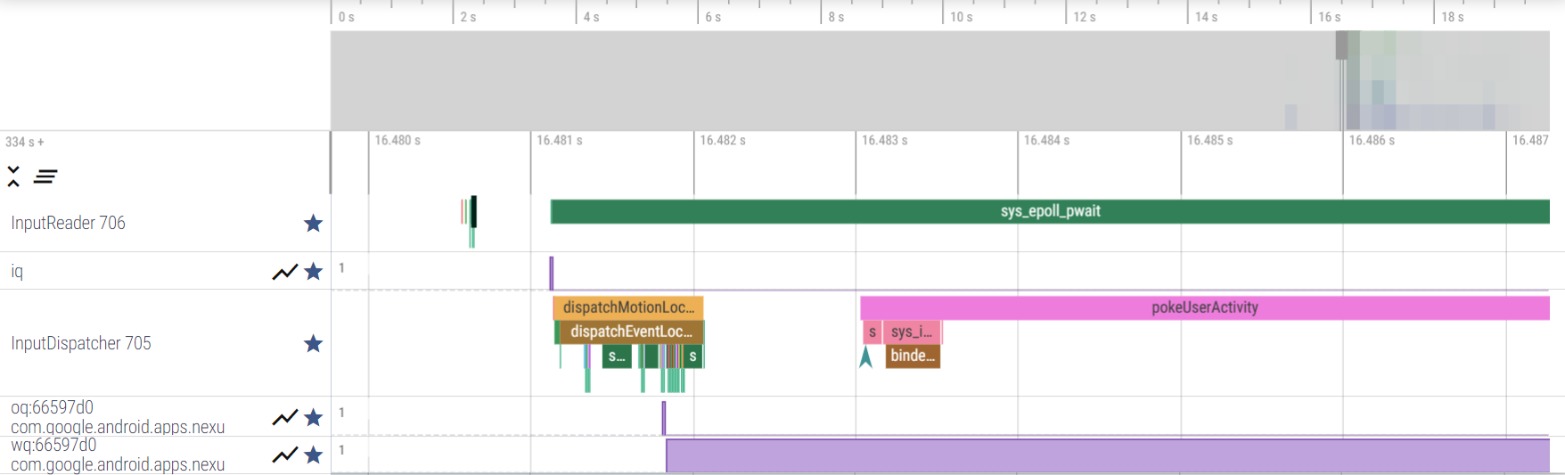 0 s 2 s 4 s 6 s 8 s 10 s 12 s 14 s 16 s 18 s
334 s +
16.480 s 16.481 s 16.482 s 16.483 s 16.484 s 16.485 s 16.486 s 16.487
InputReader 706
sys_epoll_pwait
iq
1
dispatchMotionLoc... pokeUserActivity
InputDispatcher 705
dispatchEventLoc... s sys_i...
s... s binde...
oq:66597d0
com.google.android.apps.nexu
1
wq:66597d0
com.google.android.apps.nexu
1